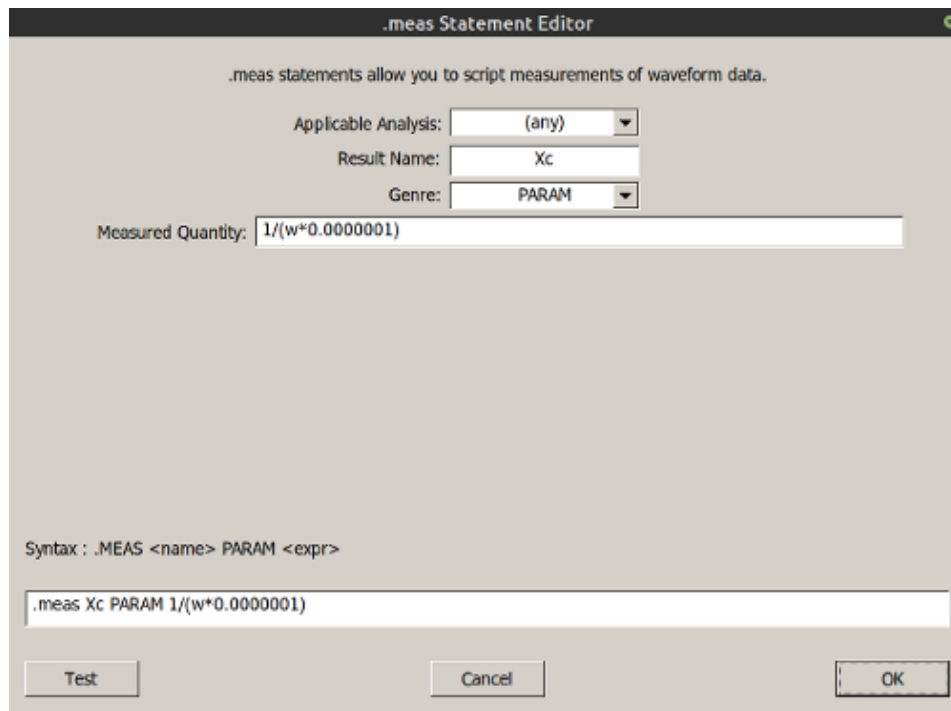 .meas Statement Editor
.meas statements allow you to script measurements of waveform data.
Applicable Analysis: (any)
Result Name: Xc
Genre: PARAM
Measured Quantity: 1/(w*0.0000001)
Syntax : .MEAS <name> PARAM <expr>
.meas Xc PARAM 1/(w*0.0000001)
Test Cancel OK